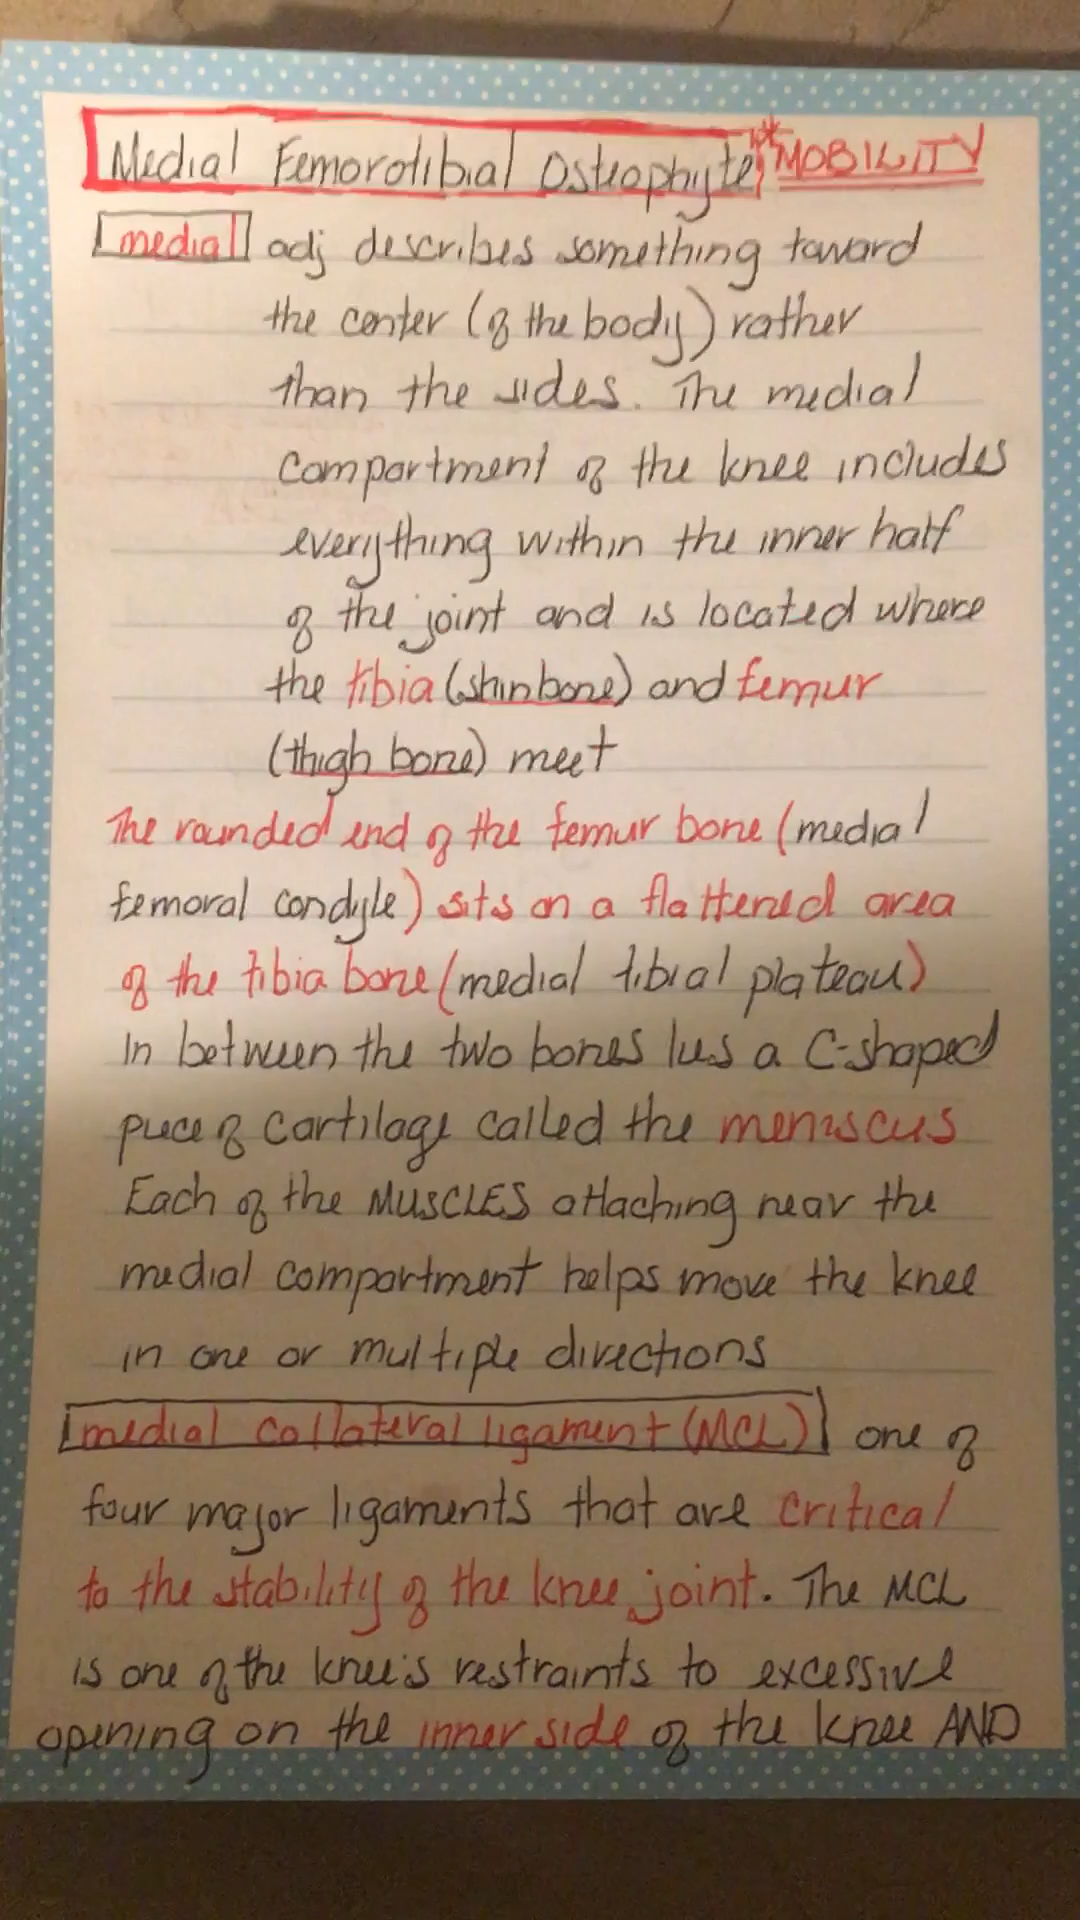 Medial Femorotibial Osteophyte; ** MOBILITY
medial adj describes something toward
the center (of the body) rather
than the sides. The medial
compartment of the knee includes
everything within the inner half
of the joint and is located where
the tibia (shinbone) and femur
(thigh bone) meet
The rounded end of the femur bone (medial
femoral condyle) sits on a flattened area
of the tibia bone (medial tibial plateau)
In between the two bones lies a C-shaped
piece of cartilage called the meniscus
Each of the MUSCLES attaching near the
medial compartment helps move the knee
in one or multiple directions
medial collateral ligament (MCL) one of
four major ligaments that are critical
to the stability of the knee joint. The MCL
is one of the knee's restraints to excessive
opening on the inner side of the knee AND